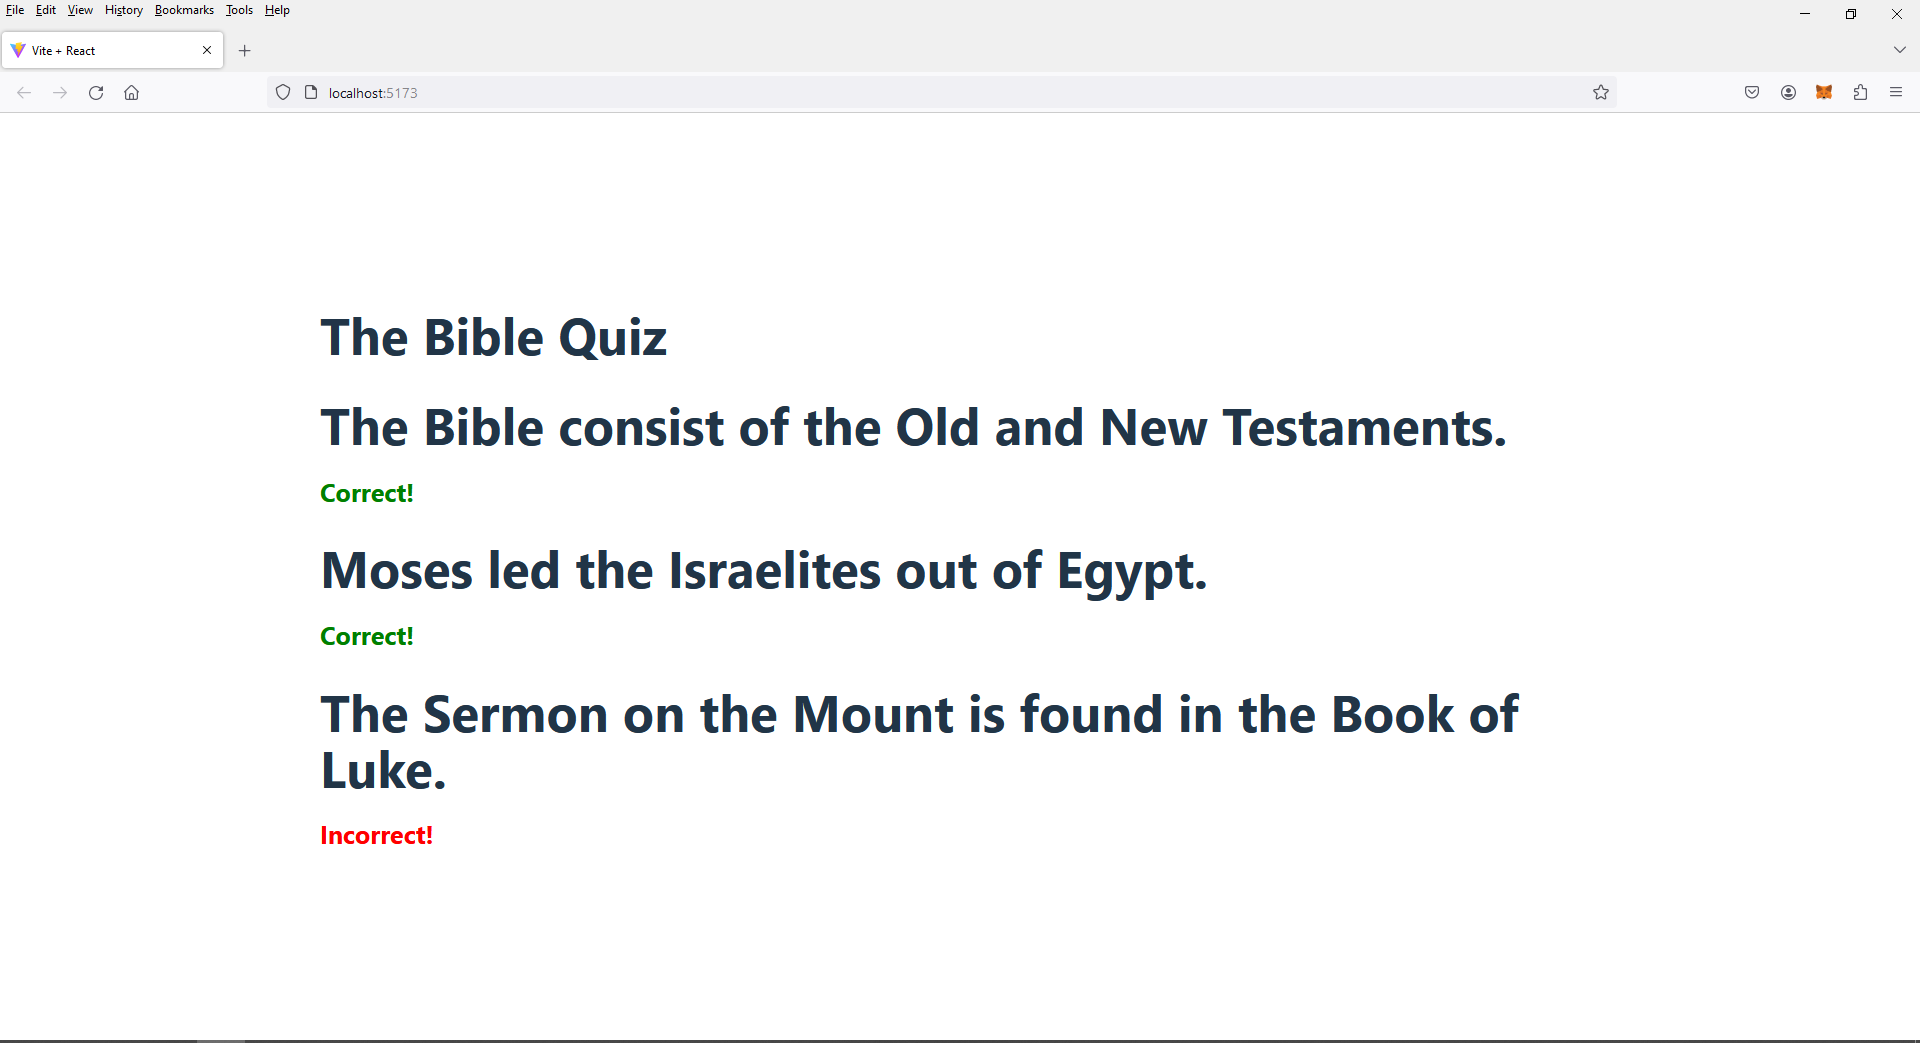 File Edit View History Bookmarks Tools Help
Vite + React
localhost:5173
The Bible Quiz
The Bible consist of the Old and New Testaments.
Correct!
Moses led the Israelites out of Egypt.
Correct!
The Sermon on the Mount is found in the Book of
Luke.
Incorrect!